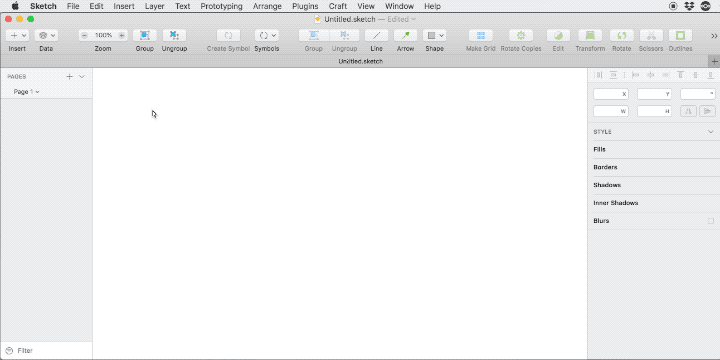 Sketch File Edit Insert Layer Text Prototyping Arrange Plugins Craft View Window Help
Untitled.sketch — Edited
100%
Insert Data Zoom Group Ungroup Create Symbol Symbols Group Ungroup Line Arrow Shape Make Grid Rotate Copies Edit Transform Rotate Scissors Outlines
Untitled.sketch
PAGES
Page 1
X Y °
W H
STYLE
Fills
Borders
Shadows
Inner Shadows
Blurs
Filter